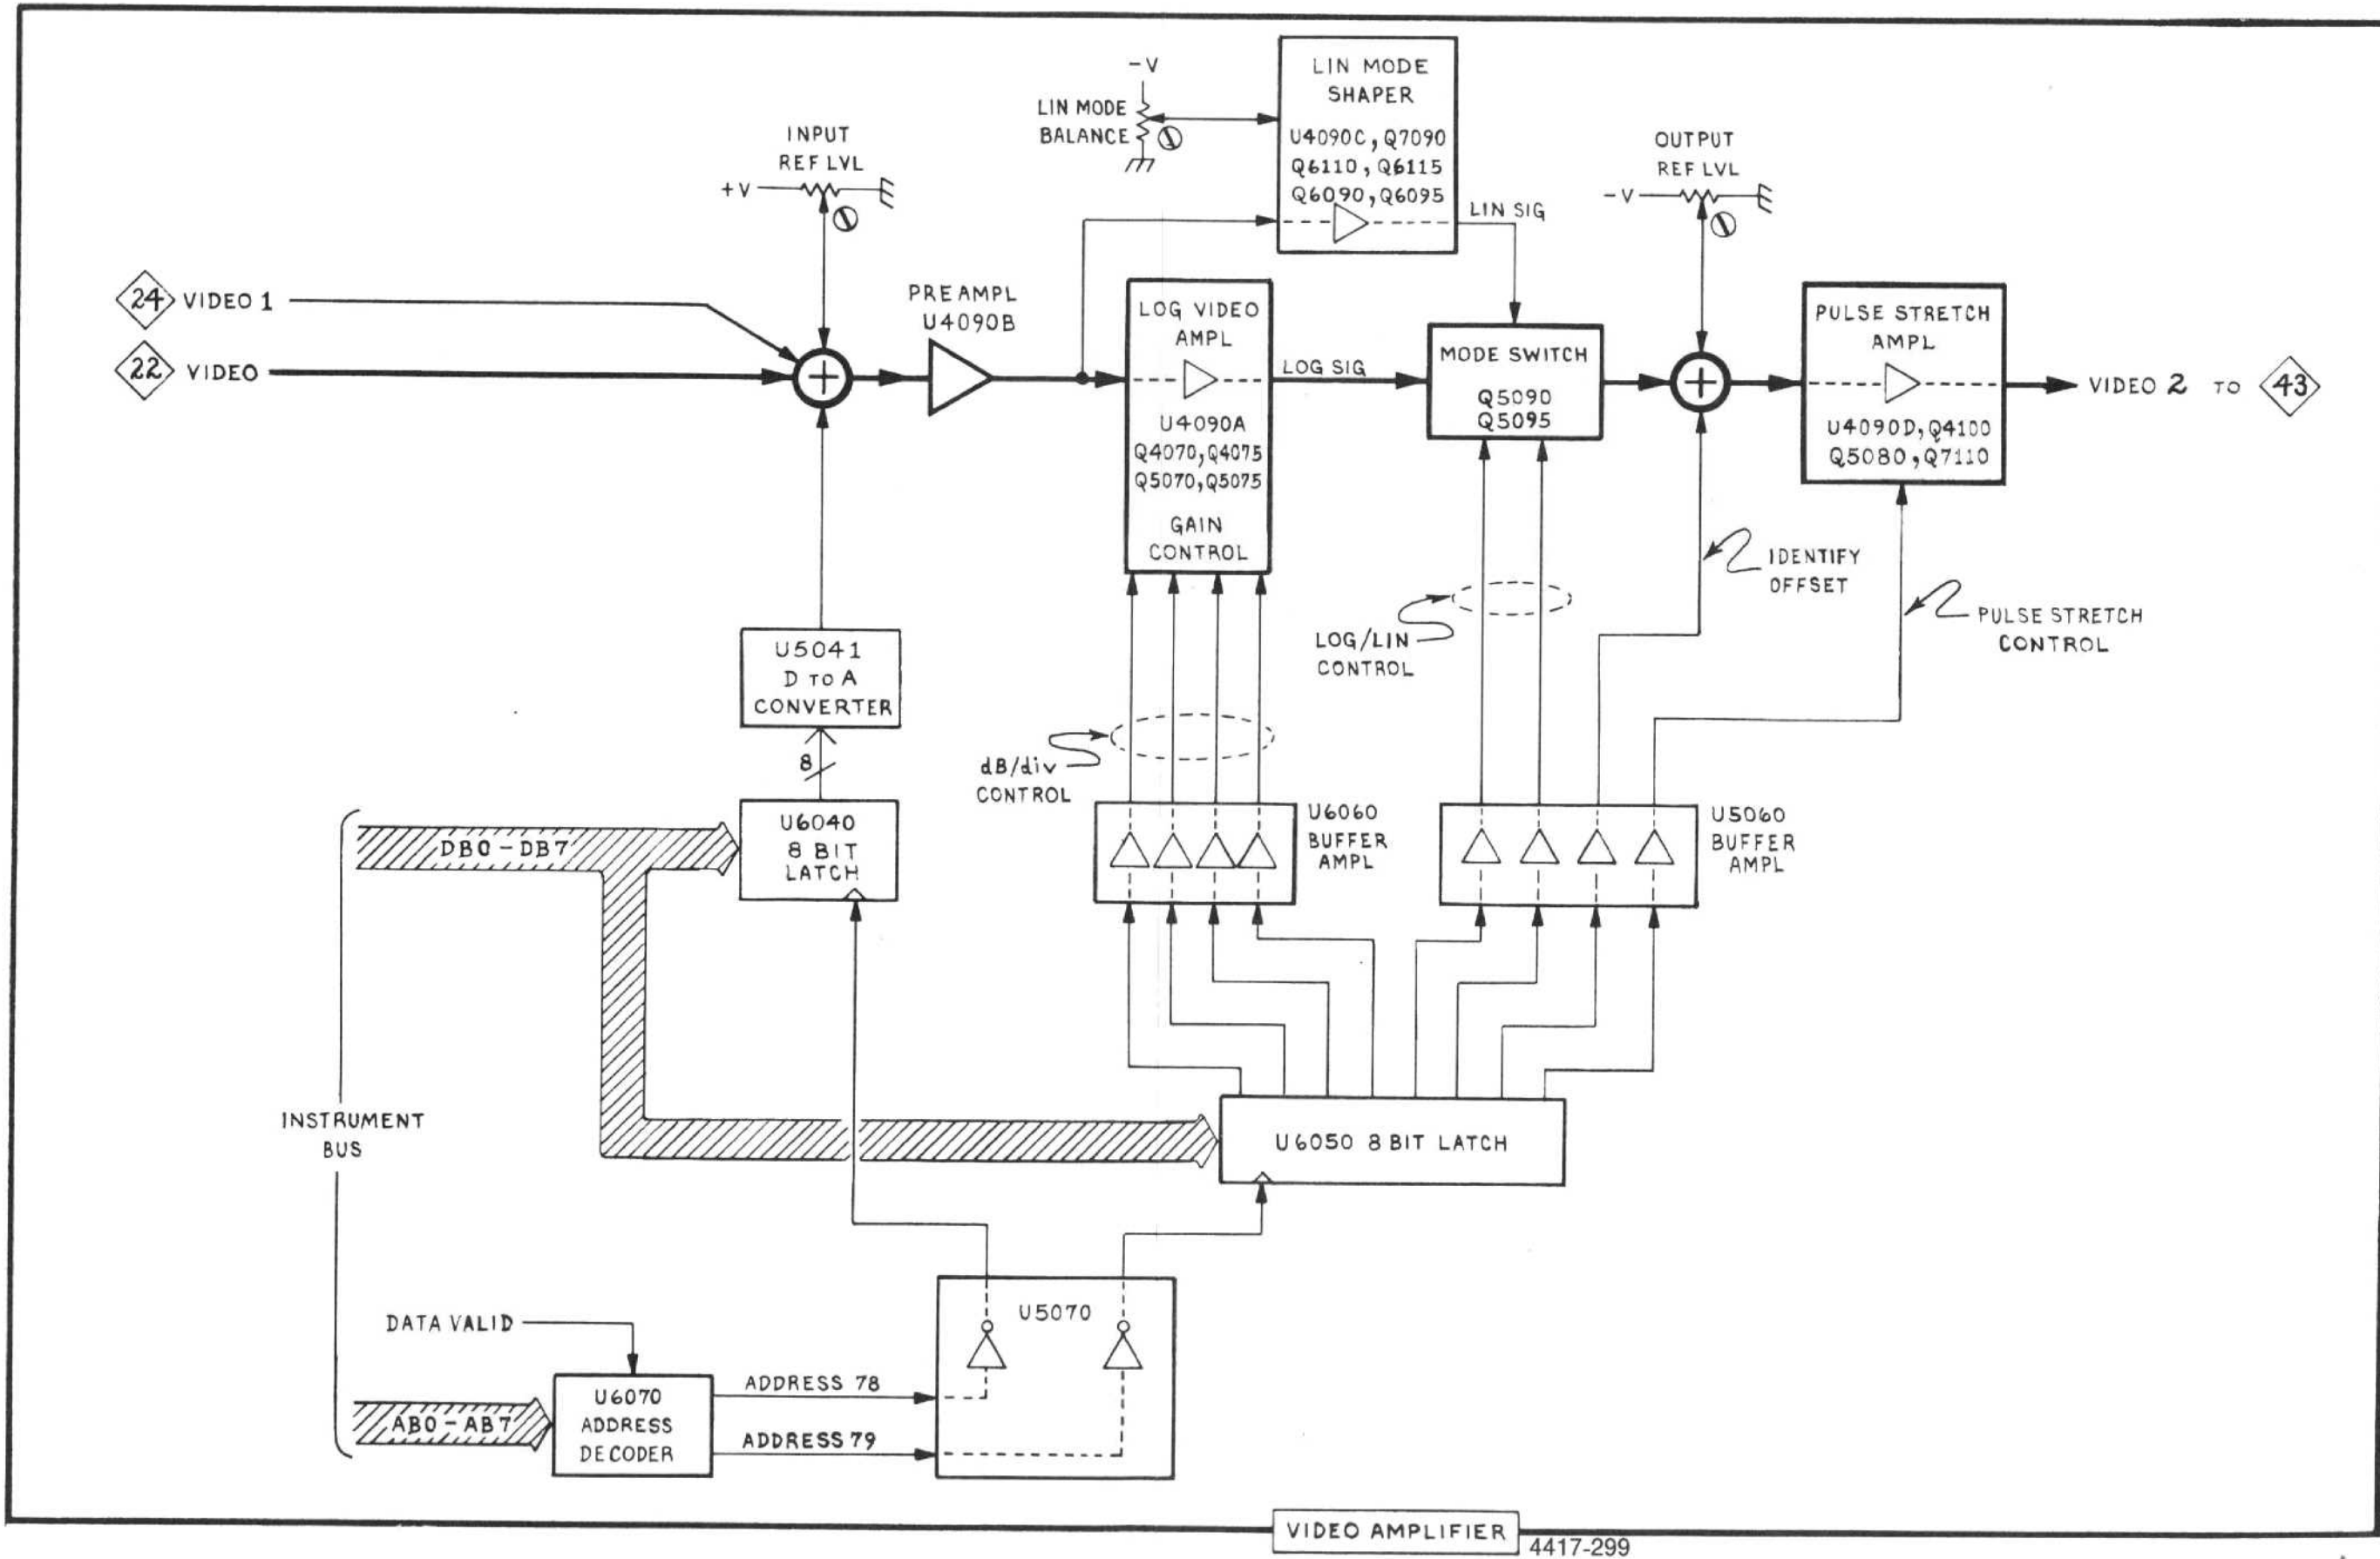 -V
LIN MODE
BALANCE
LIN MODE
SHAPER
U4090C, Q7090
Q6110, Q6115
Q6090, Q6095
LIN SIG
INPUT
REF LVL
+V
OUTPUT
REF LVL
-V
24 VIDEO 1
22 VIDEO
+
PREAMPL
U4090B
LOG VIDEO
AMPL
U4090A
Q4070, Q4075
Q5070, Q5075
GAIN
CONTROL
LOG SIG
MODE SWITCH
Q5090
Q5095
+
PULSE STRETCH
AMPL
U4090D, Q4100
Q5080, Q7110
VIDEO 2 TO 43
IDENTIFY
OFFSET
PULSE STRETCH
CONTROL
LOG/LIN
CONTROL
U5041
D TO A
CONVERTER
8
dB/div
CONTROL
U6040
8 BIT
LATCH
DB0-DB7
U6060
BUFFER
AMPL
U5060
BUFFER
AMPL
INSTRUMENT
BUS
U6050 8 BIT LATCH
DATA VALID
U5070
U6070
ADDRESS
DECODER
AB0-AB7
ADDRESS 78
ADDRESS 79
VIDEO AMPLIFIER
4417-299